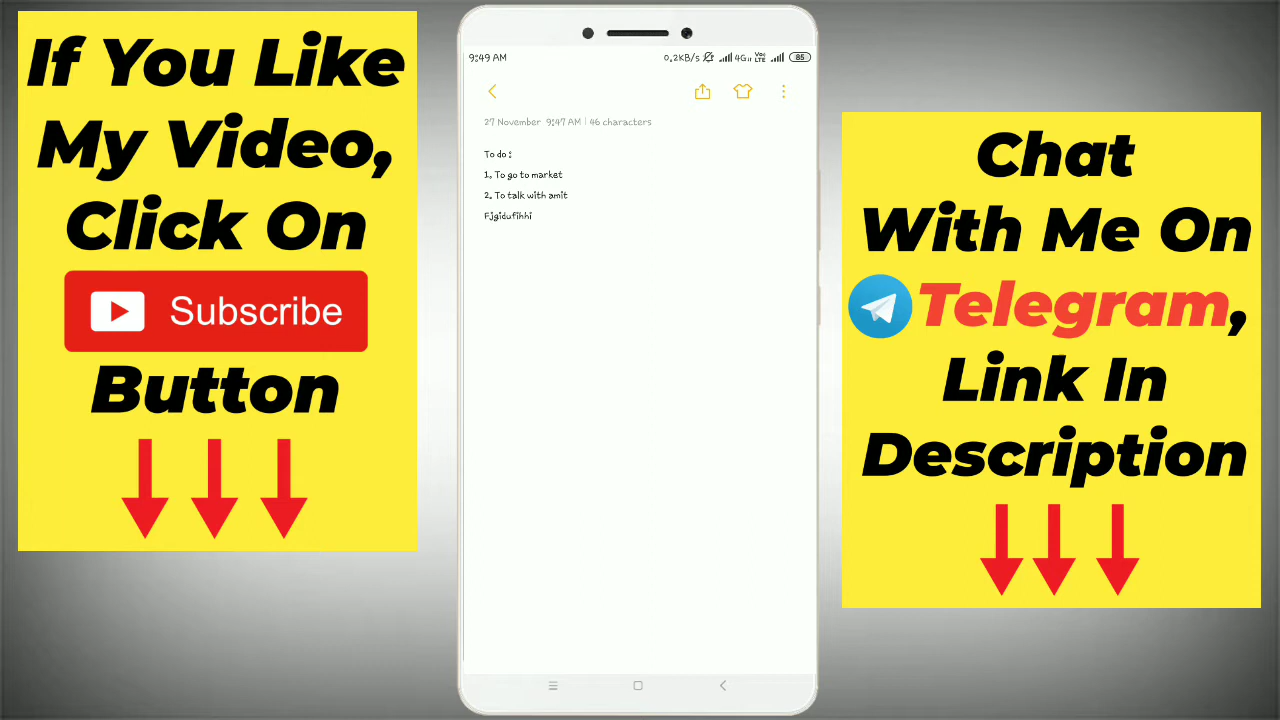 If You Like
My Video,
Click On
Subscribe
Button
9:49 AM
0.2KB/s 4G Vo) LTE 85
27 November 9:47 AM | 46 characters
To do :
1. To go to market
2. To talk with amit
Fjgidufihhi
Chat
With Me On
Telegram,
Link In
Description